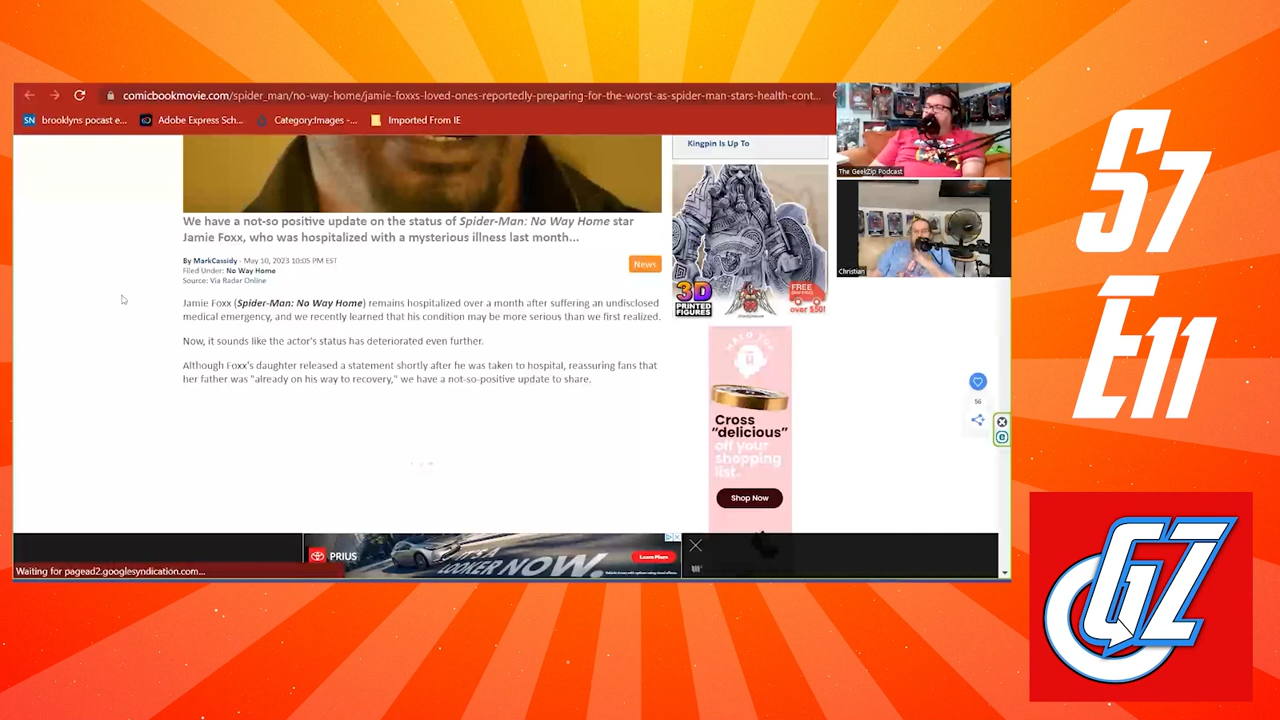 comicbookmovie.com/spider_man/no-way-home/jamie-foxxs-loved-ones-reportedly-preparing-for-the-worst-as-spider-man-stars-health-cont...
SN brooklyns pocast e... Adobe Express Sch... Category:Images -... Imported From IE
Kingpin Is Up To
We have a not-so positive update on the status of Spider-Man: No Way Home star
Jamie Foxx, who was hospitalized with a mysterious illness last month...
By MarkCassidy - May 10, 2023 10:05 PM EST
Filed Under: No Way Home
Source: Via Radar Online
News
Jamie Foxx (Spider-Man: No Way Home) remains hospitalized over a month after suffering an undisclosed
medical emergency, and we recently learned that his condition may be more serious than we first realized.
Now, it sounds like the actor's status has deteriorated even further.
Although Foxx's daughter released a statement shortly after he was taken to hospital, reassuring fans that
her father was "already on his way to recovery," we have a not-so-positive update to share.
3D
PRINTED
FIGURES
FREE
over $50!
HALO TOP
Cross
"delicious"
off your
shopping
list.
Shop Now
56
PRIUS
IT'S A
LOOKER NOW.
Learn More
Waiting for pagead2.googlesyndication.com...
The GeekZip Podcast
Christian
S7
E11
GZ